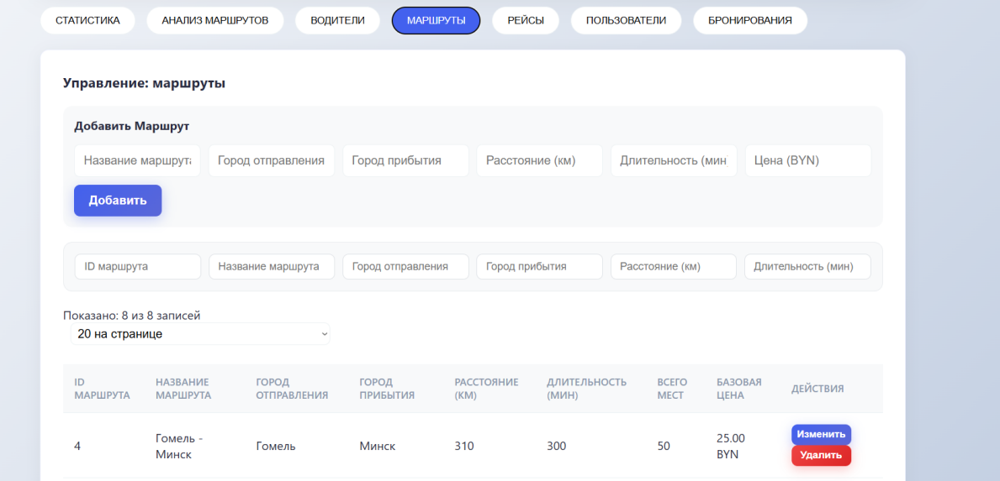 СТАТИСТИКА АНАЛИЗ МАРШРУТОВ ВОДИТЕЛИ МАРШРУТЫ РЕЙСЫ ПОЛЬЗОВАТЕЛИ БРОНИРОВАНИЯ
Управление: маршруты
Добавить Маршрут
Название маршрута Город отправления Город прибытия Расстояние (км) Длительность (мин Цена (BYN)
Добавить
ID маршрута Название маршрута Город отправления Город прибытия Расстояние (км) Длительность (мин)
Показано: 8 из 8 записей
20 на странице
ID НАЗВАНИЕ ГОРОД ГОРОД РАССТОЯНИЕ ДЛИТЕЛЬНОСТЬ ВСЕГО БАЗОВАЯ ДЕЙСТВИЯ
МАРШРУТА МАРШРУТА ОТПРАВЛЕНИЯ ПРИБЫТИЯ (КМ) (МИН) МЕСТ ЦЕНА
4 Гомель - Гомель Минск 310 300 50 25.00 Изменить
Минск BYN Удалить